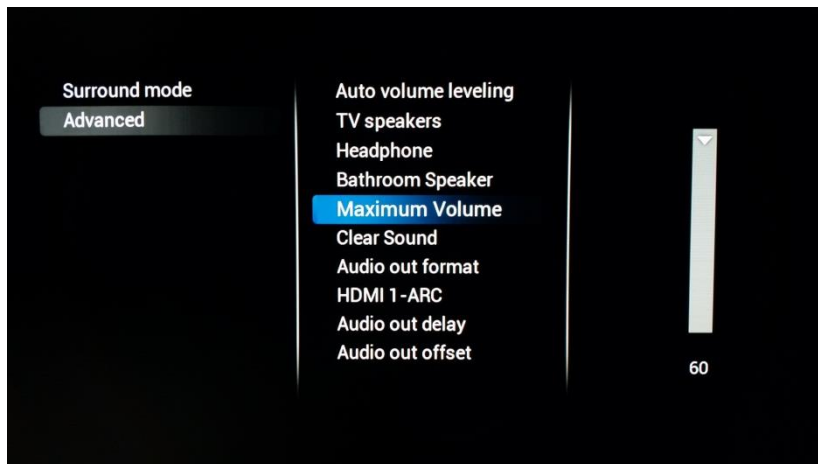 Surround mode
Advanced
Auto volume leveling
TV speakers
Headphone
Bathroom Speaker
Maximum Volume
Clear Sound
Audio out format
HDMI 1-ARC
Audio out delay
Audio out offset
60